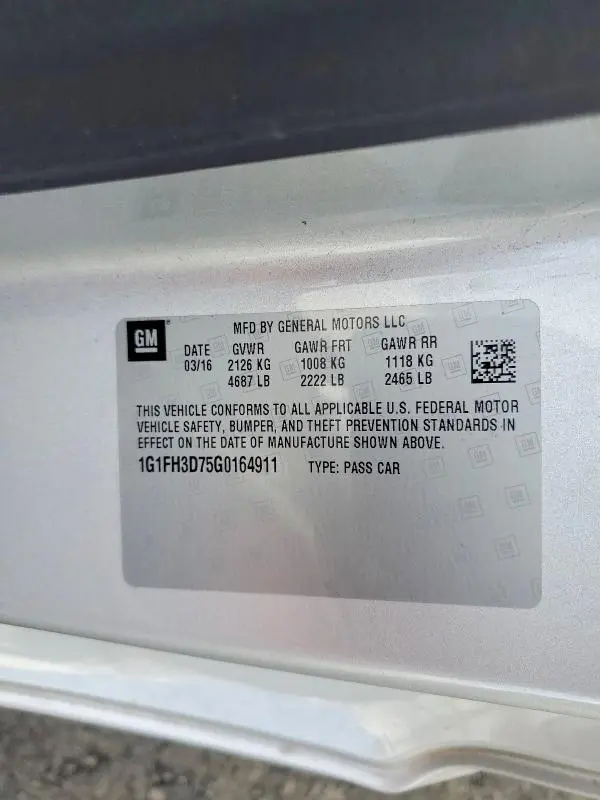 GM
MFD BY GENERAL MOTORS LLC
DATE GVWR GAWR FRT GAWR RR
03/16 2126 KG 1008 KG 1118 KG
4687 LB 2222 LB 2465 LB
THIS VEHICLE CONFORMS TO ALL APPLICABLE U.S. FEDERAL MOTOR
VEHICLE SAFETY, BUMPER, AND THEFT PREVENTION STANDARDS IN
EFFECT ON THE DATE OF MANUFACTURE SHOWN ABOVE.
1G1FH3D75G0164911 TYPE: PASS CAR